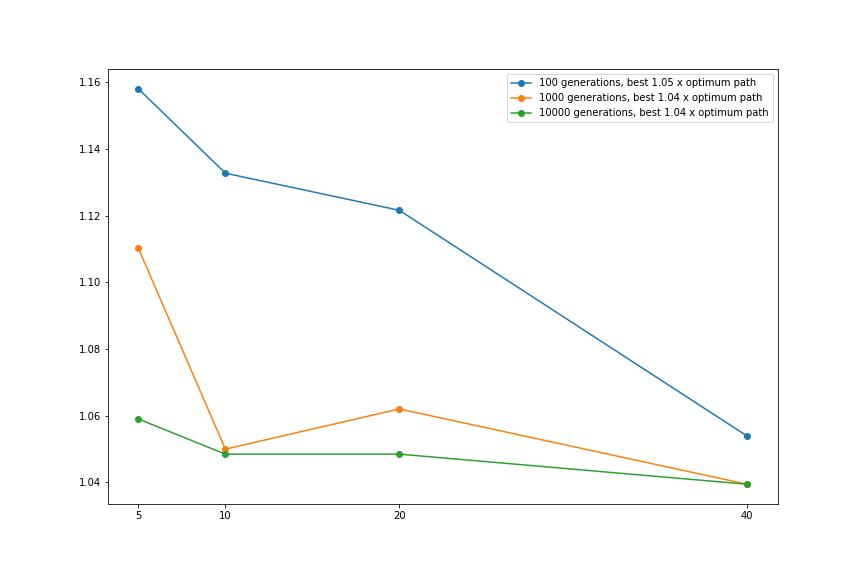 100 generations, best 1.05 x optimum path
1000 generations, best 1.04 x optimum path
10000 generations, best 1.04 x optimum path
1.16
1.14
1.12
1.10
1.08
1.06
1.04
5 10 20 40